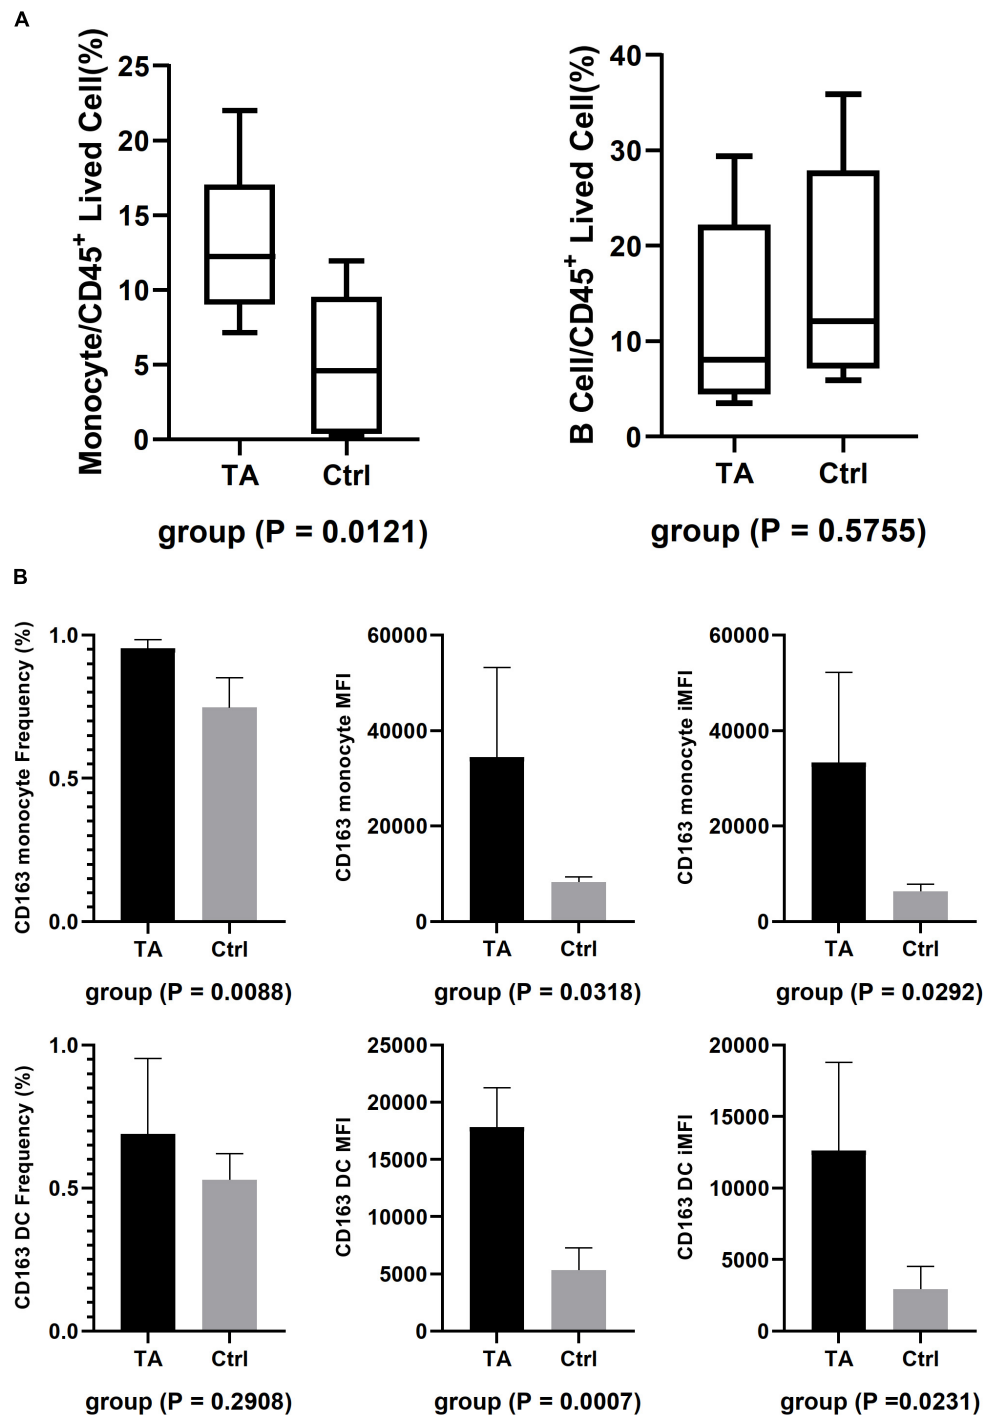 A
Monocyte/CD45+ Lived Cell(%)
25
20
15
10
5
0
TA Ctrl
group (P = 0.0121)
B Cell/CD45+ Lived Cell(%)
40
30
20
10
0
TA Ctrl
group (P = 0.5755)
B
CD163 monocyte Frequency (%)
1.0
0.5
0.0
TA Ctrl
group (P = 0.0088)
CD163 monocyte MFI
60000
40000
20000
0
TA Ctrl
group (P = 0.0318)
CD163 monocyte iMFI
60000
40000
20000
0
TA Ctrl
group (P = 0.0292)
CD163 DC Frequency (%)
1.0
0.5
0.0
TA Ctrl
group (P = 0.2908)
CD163 DC MFI
25000
20000
15000
10000
5000
0
TA Ctrl
group (P = 0.0007)
CD163 DC iMFI
20000
15000
10000
5000
0
TA Ctrl
group (P =0.0231)